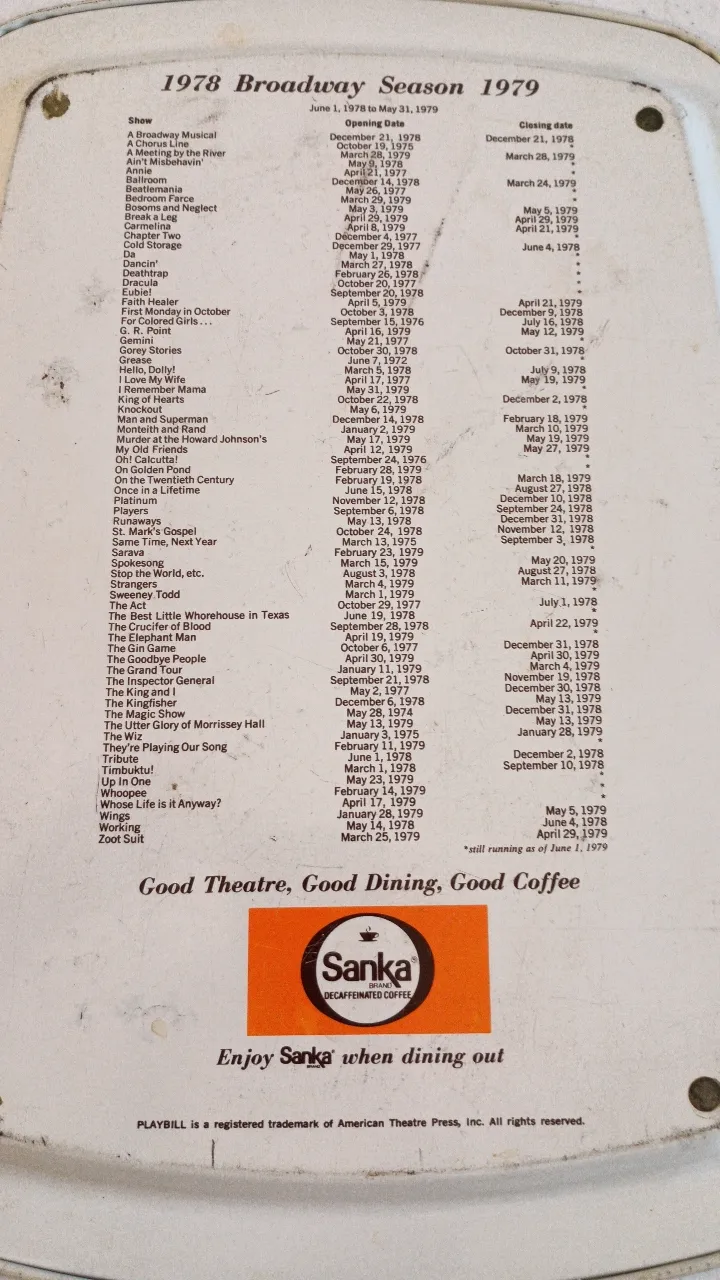 1978 Broadway Season 1979
June 1, 1978 to May 31, 1979
Show Opening Date Closing date
A Broadway Musical December 21, 1978 December 21, 1978
A Chorus Line October 19, 1975 *
A Meeting by the River March 28, 1979 March 28, 1979
Ain't Misbehavin' May 9, 1978 *
Annie April 21, 1977 *
Ballroom December 14, 1978 March 24, 1979
Beatlemania May 26, 1977 *
Bedroom Farce March 29, 1979 *
Bosoms and Neglect May 3, 1979 May 5, 1979
Break a Leg April 29, 1979 April 29, 1979
Carmelina April 8, 1979 April 21, 1979
Chapter Two December 4, 1977 *
Cold Storage December 29, 1977 June 4, 1978
Da May 1, 1978 *
Dancin' March 27, 1978 *
Deathtrap February 26, 1978 *
Dracula October 20, 1977 *
Eubie! September 20, 1978 *
Faith Healer April 5, 1979 April 21, 1979
First Monday in October October 3, 1978 December 9, 1978
For Colored Girls . . . September 15, 1976 July 16, 1978
G. R. Point April 16, 1979 May 12, 1979
Gemini May 21, 1977 *
Gorey Stories October 30, 1978 October 31, 1978
Grease June 7, 1972 *
Hello, Dolly! March 5, 1978 July 9, 1978
I Love My Wife April 17, 1977 May 19, 1979
I Remember Mama May 31, 1979 *
King of Hearts October 22, 1978 December 2, 1978
Knockout May 6, 1979 *
Man and Superman December 14, 1978 February 18, 1979
Monteith and Rand January 2, 1979 March 10, 1979
Murder at the Howard Johnson's May 17, 1979 May 19, 1979
My Old Friends April 12, 1979 May 27, 1979
Oh! Calcutta! September 24, 1976 *
On Golden Pond February 28, 1979 *
On the Twentieth Century February 19, 1978 March 18, 1979
Once in a Lifetime June 15, 1978 August 27, 1978
Platinum November 12, 1978 December 10, 1978
Players September 6, 1978 September 24, 1978
Runaways May 13, 1978 December 31, 1978
St. Mark's Gospel October 24, 1978 November 12, 1978
Same Time, Next Year March 13, 1975 September 3, 1978
Sarava February 23, 1979 *
Spokesong March 15, 1979 May 20, 1979
Stop the World, etc. August 3, 1978 August 27, 1978
Strangers March 4, 1979 March 11, 1979
Sweeney Todd March 1, 1979 *
The Act October 29, 1977 July 1, 1978
The Best Little Whorehouse in Texas June 19, 1978 *
The Crucifer of Blood September 28, 1978 April 22, 1979
The Elephant Man April 19, 1979 *
The Gin Game October 6, 1977 December 31, 1978
The Goodbye People April 30, 1979 April 30, 1979
The Grand Tour January 11, 1979 March 4, 1979
The Inspector General September 21, 1978 November 19, 1978
The King and I May 2, 1977 December 30, 1978
The Kingfisher December 6, 1978 May 13, 1979
The Magic Show May 28, 1974 December 31, 1978
The Utter Glory of Morrissey Hall May 13, 1979 May 13, 1979
The Wiz January 3, 1975 January 28, 1979
They're Playing Our Song February 11, 1979 *
Tribute June 1, 1978 December 2, 1978
Timbuktu! March 1, 1978 September 10, 1978
Up In One May 23, 1979 *
Whoopee February 14, 1979 *
Whose Life is it Anyway? April 17, 1979 *
Wings January 28, 1979 May 5, 1979
Working May 14, 1978 June 4, 1978
Zoot Suit March 25, 1979 April 29, 1979
*still running as of June 1, 1979
Good Theatre, Good Dining, Good Coffee
Sanka®
BRAND
DECAFFEINATED COFFEE
Enjoy Sanka® when dining out
BRAND
PLAYBILL is a registered trademark of American Theatre Press, Inc. All rights reserved.